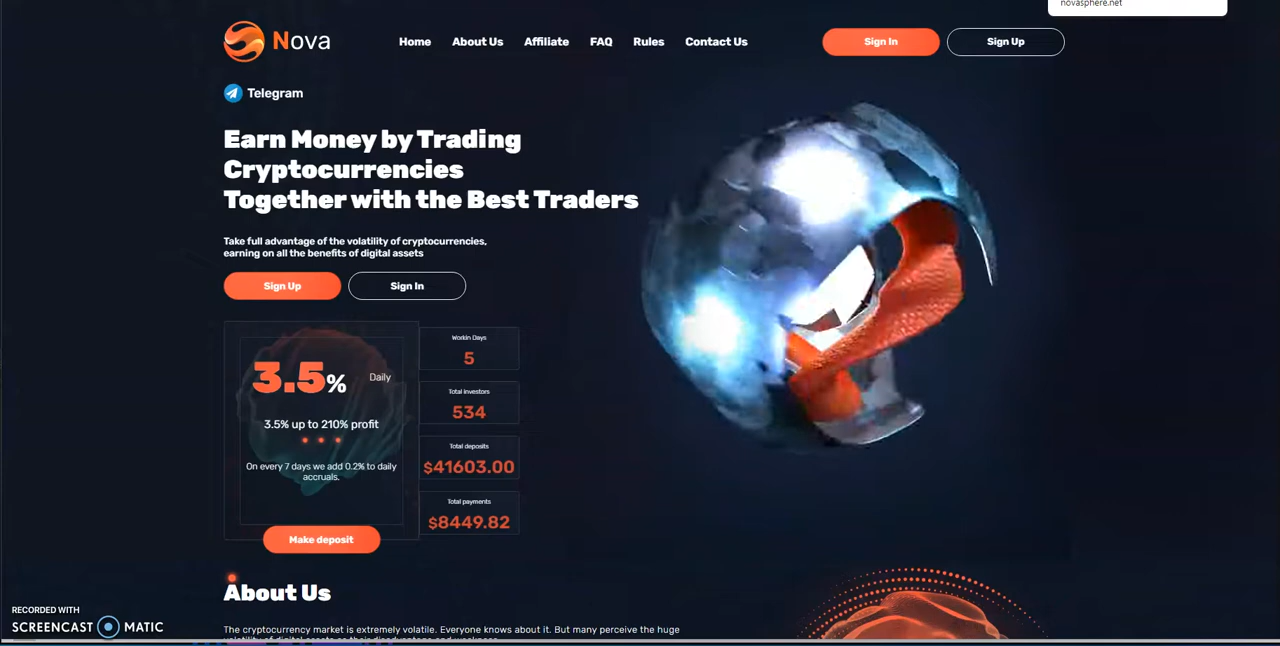 novasphere.net
Nova
Home
About Us
Affiliate
FAQ
Rules
Contact Us
Sign In
Sign Up
Telegram
Earn Money by Trading
Cryptocurrencies
Together with the Best Traders
Take full advantage of the volatility of cryptocurrencies,
earning on all the benefits of digital assets
Sign Up
Sign In
3.5%
Daily
3.5% up to 210% profit
On every 7 days we add 0.2% to daily
accruals.
Make deposit
Workin Days
5
Total investors
534
Total deposits
$41603.00
Total payments
$8449.82
About Us
The cryptocurrency market is extremely volatile. Everyone knows about it. But many perceive the huge
RECORDED WITH
SCREENCAST MATIC